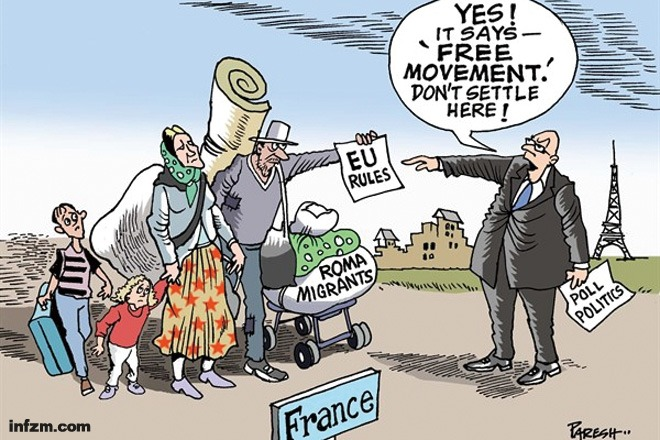 YES!
IT SAYS—
‘FREE
MOVEMENT.’
DON'T SETTLE
HERE!
EU
RULES
ROMA
MIGRANTS
POLL
POLITICS
France
infzm.com
PARESH..